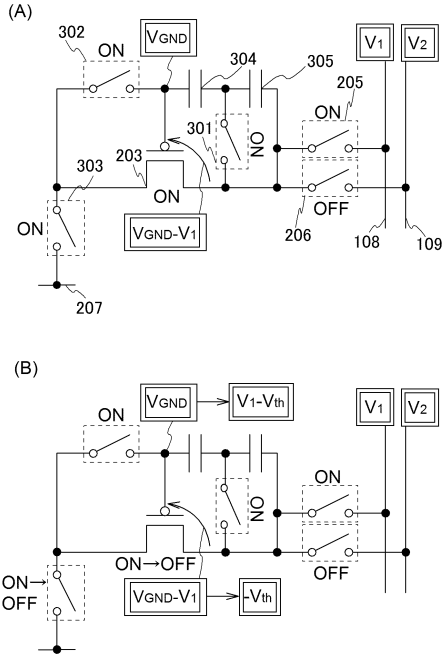 (A)
302
ON
VGND
304
305
V1
V2
ON
205
301
ON
203
303
ON
ON
VGND-V1
OFF
206
108
109
207
(B)
ON
VGND
V1-Vth
V1
V2
ON
ON
ON→OFF
ON→
OFF
VGND-V1
-Vth
OFF